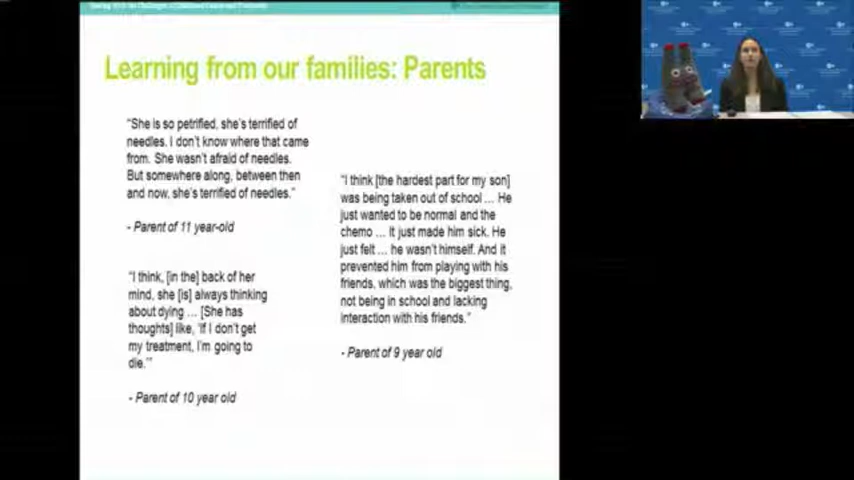 Learning from our families: Parents
"She is so petrified, she's terrified of
needles. I don't know where that came
from. She wasn't afraid of needles.
But somewhere along, between then
and now, she's terrified of needles."
- Parent of 11 year-old
"I think, [in the] back of her
mind, she [is] always thinking
about dying ... [She has
thoughts] like, 'If I don't get
my treatment, I'm going to
die.'"
- Parent of 10 year old
"I think [the hardest part for my son]
was being taken out of school ... He
just wanted to be normal and the
chemo ... It just made him sick. He
just felt ... he wasn't himself. And it
prevented him from playing with his
friends, which was the biggest thing,
not being in school and lacking
interaction with his friends."
- Parent of 9 year old